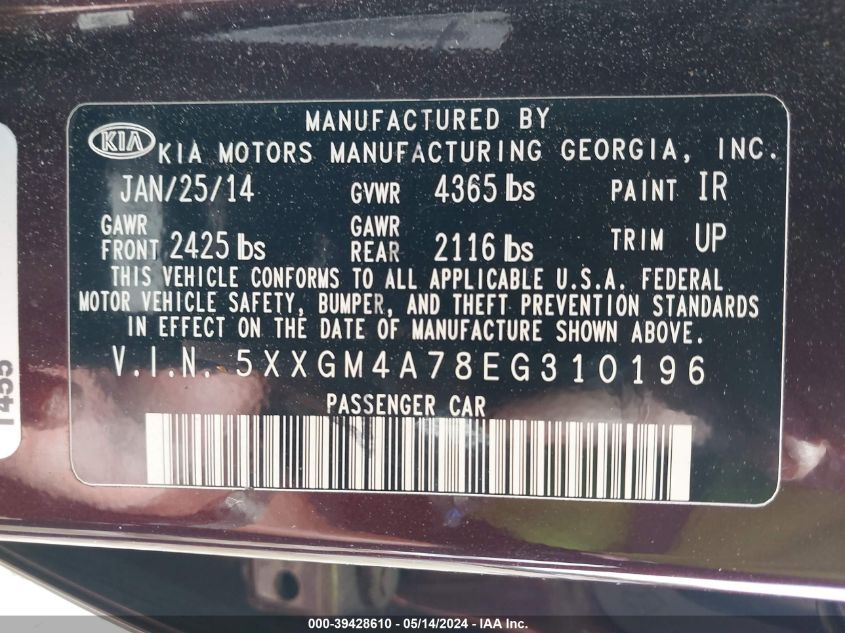 MANUFACTURED BY
KIA KIA MOTORS MANUFACTURING GEORGIA, INC.
JAN/25/14 GVWR 4365 lbs PAINT IR
GAWR FRONT 2425 lbs GAWR REAR 2116 lbs TRIM UP
THIS VEHICLE CONFORMS TO ALL APPLICABLE U.S.A. FEDERAL
MOTOR VEHICLE SAFETY, BUMPER, AND THEFT PREVENTION STANDARDS
IN EFFECT ON THE DATE OF MANUFACTURE SHOWN ABOVE.
V.I.N. 5XXGM4A78EG310196
PASSENGER CAR
1455
000-39428610 - 05/14/2024 - IAA Inc.